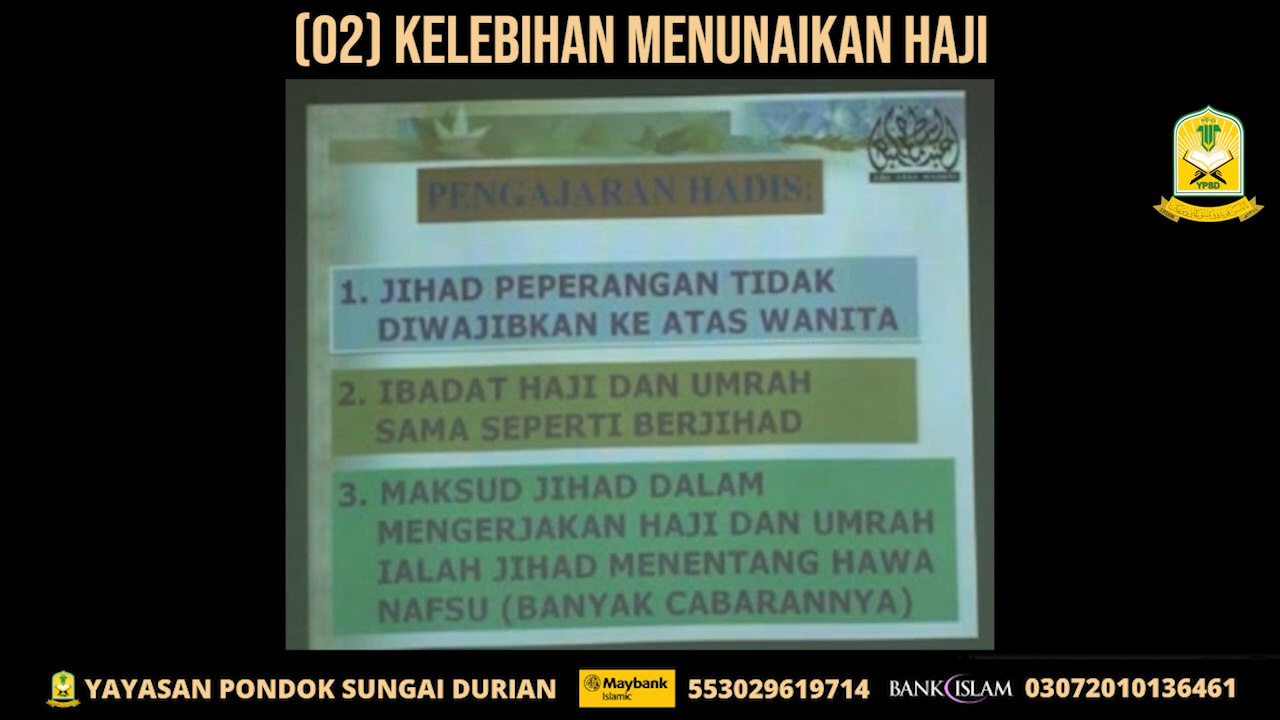 (02) KELEBIHAN MENUNAIKAN HAJI
PENGAJARAN HADIS:
1. JIHAD PEPERANGAN TIDAK
DIWAJIBKAN KE ATAS WANITA
2. IBADAT HAJI DAN UMRAH
SAMA SEPERTI BERJIHAD
3. MAKSUD JIHAD DALAM
MENGERJAKAN HAJI DAN UMRAH
IALAH JIHAD MENENTANG HAWA
NAFSU (BANYAK CABARANNYA)
YPSD
YAYASAN PONDOK SUNGAI DURIAN
Maybank
Islamic
553029619714
BANK ISLAM
03072010136461